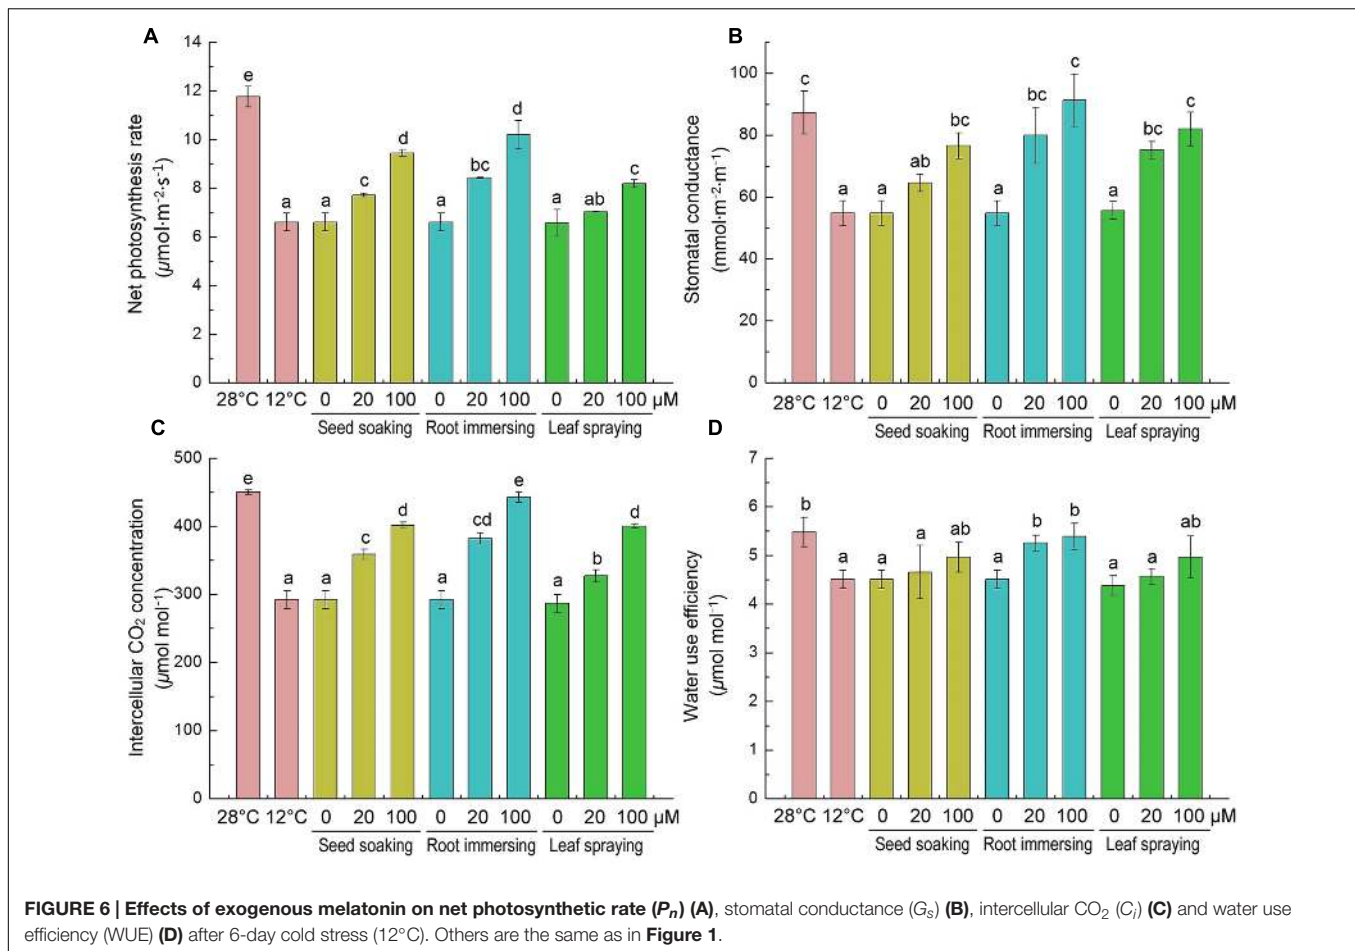 A
14
12
10
8
6
4
2
0
Net photosynthesis rate
(µmol·m⁻²·s⁻¹)
e
a
a
c
d
a
bc
d
a
ab
c
28°C 12°C 0 20 100 0 20 100 0 20 100 µM
Seed soaking Root immersing Leaf spraying
B
100
80
60
40
20
0
Stomatal conductance
(mmol·m⁻²·m⁻¹)
c
a
a
ab
bc
a
bc
c
a
bc
c
28°C 12°C 0 20 100 0 20 100 0 20 100 µM
Seed soaking Root immersing Leaf spraying
C
500
400
300
200
100
0
Intercellular CO₂ concentration
(µmol mol⁻¹)
e
a
a
c
d
a
cd
e
a
b
d
28°C 12°C 0 20 100 0 20 100 0 20 100 µM
Seed soaking Root immersing Leaf spraying
D
7
6
5
4
3
2
1
0
Water use efficiency
(µmol mol⁻¹)
b
a
a
a
ab
a
b
b
a
a
ab
28°C 12°C 0 20 100 0 20 100 0 20 100 µM
Seed soaking Root immersing Leaf spraying
FIGURE 6 | Effects of exogenous melatonin on net photosynthetic rate (Pₙ) (A), stomatal conductance (Gₛ) (B), intercellular CO₂ (Cᵢ) (C) and water use
efficiency (WUE) (D) after 6-day cold stress (12°C). Others are the same as in Figure 1.